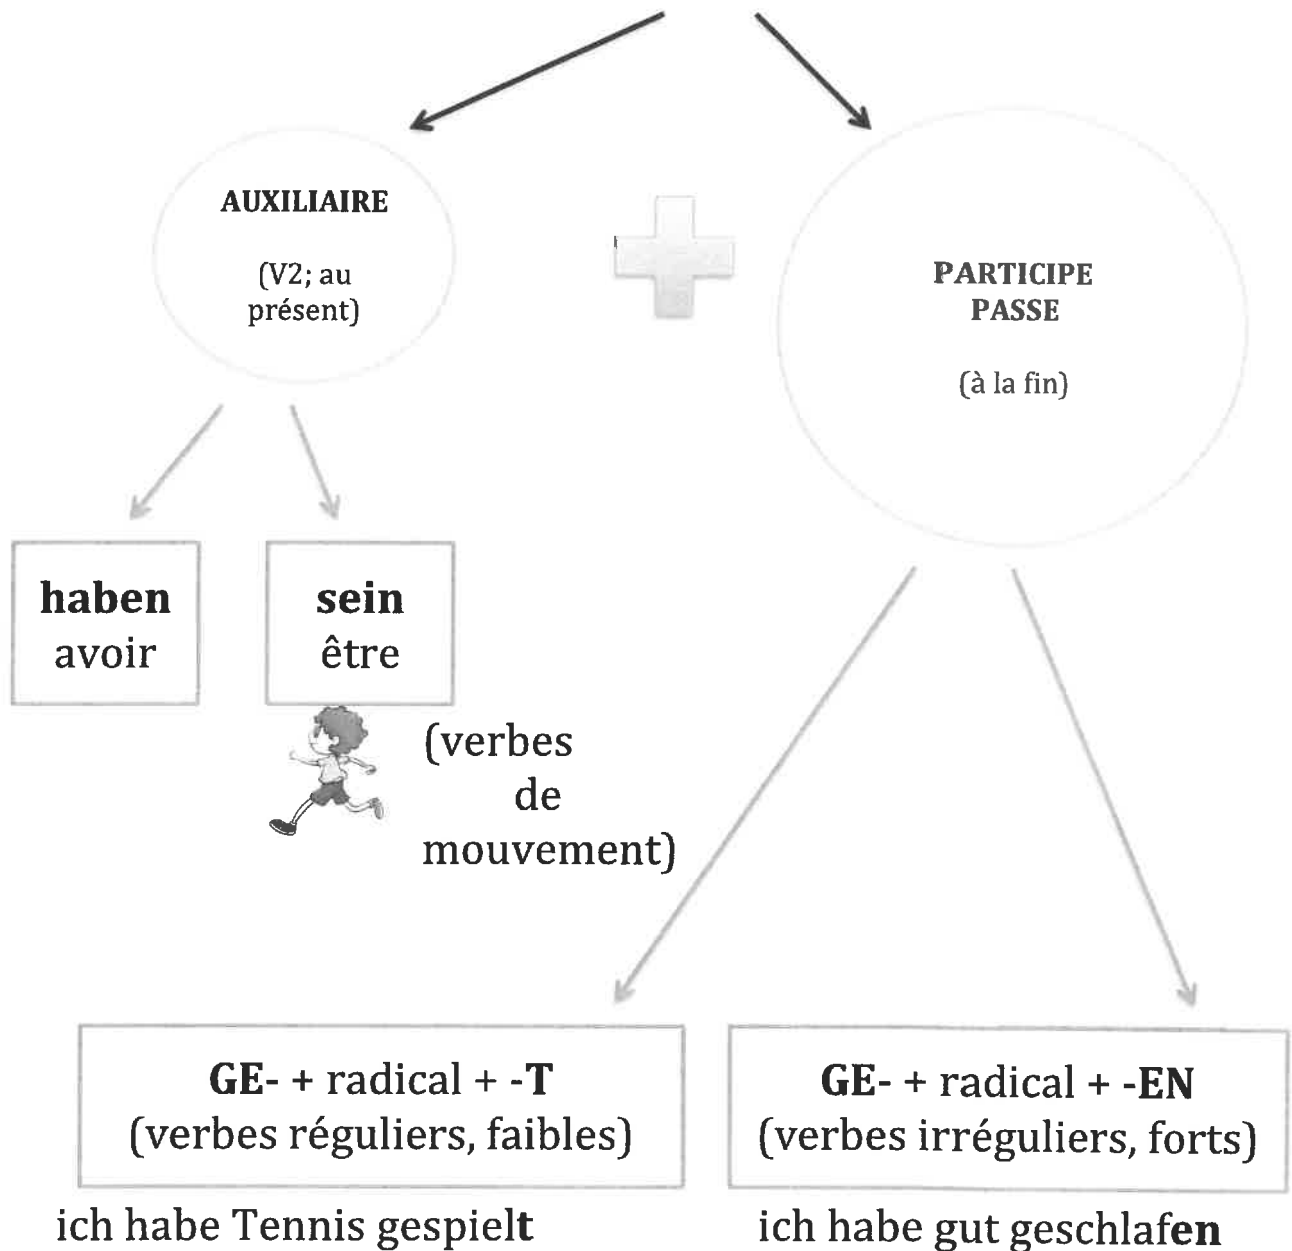 AUXILIAIRE
(V2; au
présent)
PARTICIPE
PASSE
(à la fin)
haben
avoir
sein
être
(verbes
de
mouvement)
GE- + radical + -T
(verbes réguliers, faibles)
ich habe Tennis gespielt
GE- + radical + -EN
(verbes irréguliers, forts)
ich habe gut geschlafen